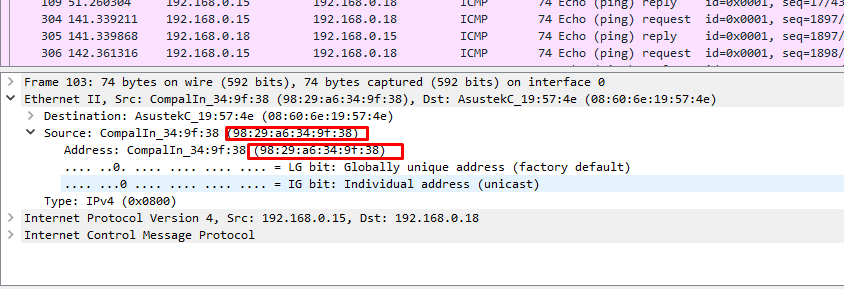 109 51.260304 192.168.0.15 192.168.0.18 ICMP 74 Echo (ping) reply id=0x0001, seq=17/43
304 141.339211 192.168.0.18 192.168.0.15 ICMP 74 Echo (ping) request id=0x0001, seq=1897/
305 141.339868 192.168.0.15 192.168.0.18 ICMP 74 Echo (ping) reply id=0x0001, seq=1897/
306 142.361316 192.168.0.18 192.168.0.15 ICMP 74 Echo (ping) request id=0x0001, seq=1898/
Frame 103: 74 bytes on wire (592 bits), 74 bytes captured (592 bits) on interface 0
Ethernet II, Src: CompalIn_34:9f:38 (98:29:a6:34:9f:38), Dst: AsustekC_19:57:4e (08:60:6e:19:57:4e)
Destination: AsustekC_19:57:4e (08:60:6e:19:57:4e)
Source: CompalIn_34:9f:38 (98:29:a6:34:9f:38)
Address: CompalIn_34:9f:38 (98:29:a6:34:9f:38)
.... ..0. .... .... .... .... = LG bit: Globally unique address (factory default)
.... ...0 .... .... .... .... = IG bit: Individual address (unicast)
Type: IPv4 (0x0800)
Internet Protocol Version 4, Src: 192.168.0.15, Dst: 192.168.0.18
Internet Control Message Protocol